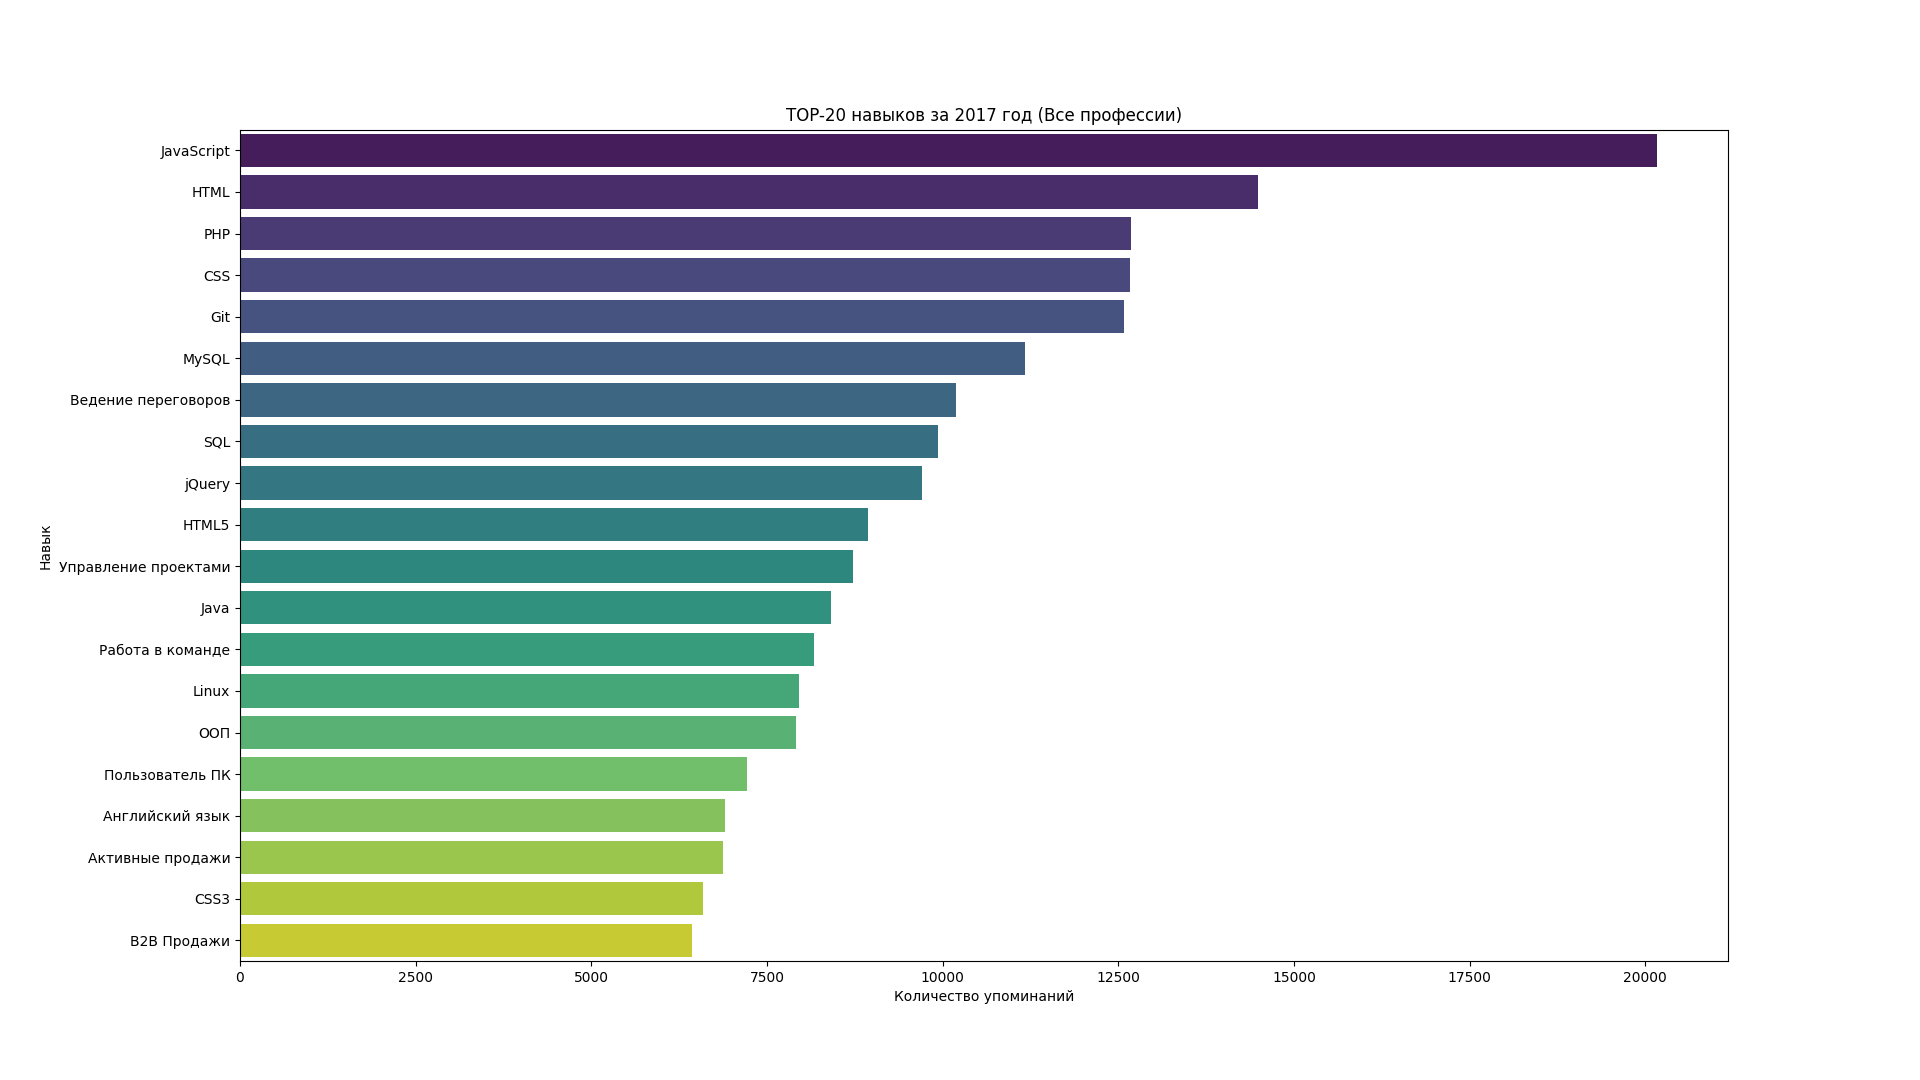 TOP-20 навыков за 2017 год (Все профессии)
JavaScript
HTML
PHP
CSS
Git
MySQL
Ведение переговоров
SQL
jQuery
HTML5
Управление проектами
Java
Работа в команде
Linux
ООП
Пользователь ПК
Английский язык
Активные продажи
CSS3
B2B Продажи
Навык
0 2500 5000 7500 10000 12500 15000 17500 20000
Количество упоминаний